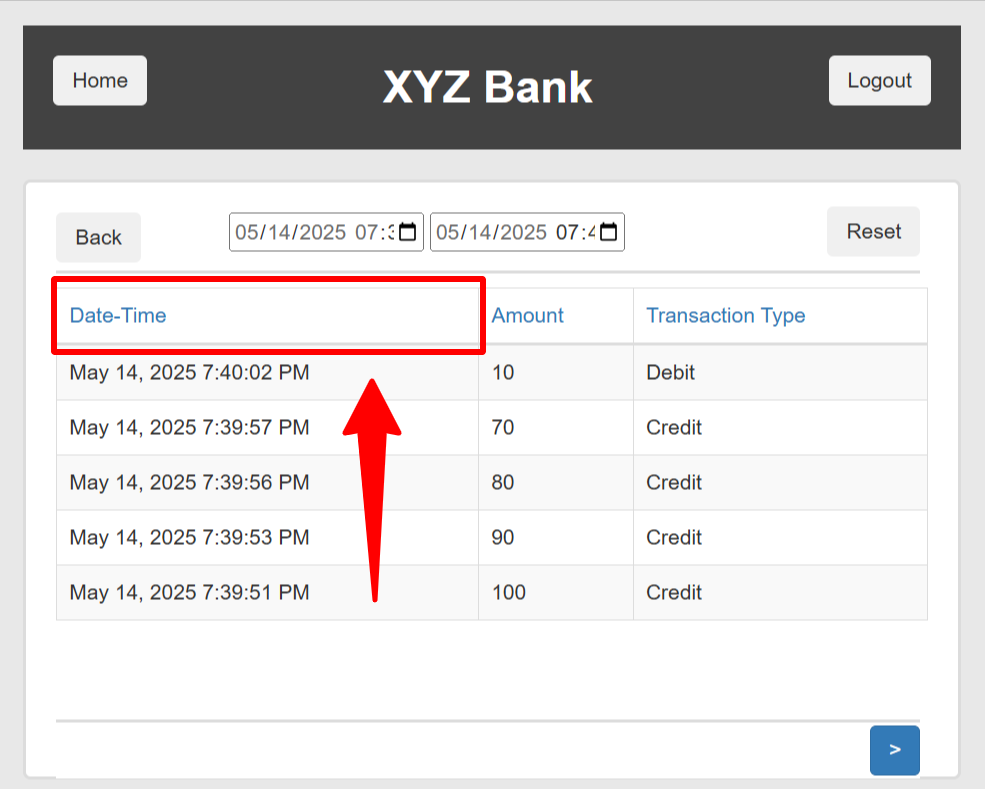 Home XYZ Bank Logout
Back 05/14/2025 07:3 05/14/2025 07:4 Reset
Date-Time Amount Transaction Type
May 14, 2025 7:40:02 PM 10 Debit
May 14, 2025 7:39:57 PM 70 Credit
May 14, 2025 7:39:56 PM 80 Credit
May 14, 2025 7:39:53 PM 90 Credit
May 14, 2025 7:39:51 PM 100 Credit
>